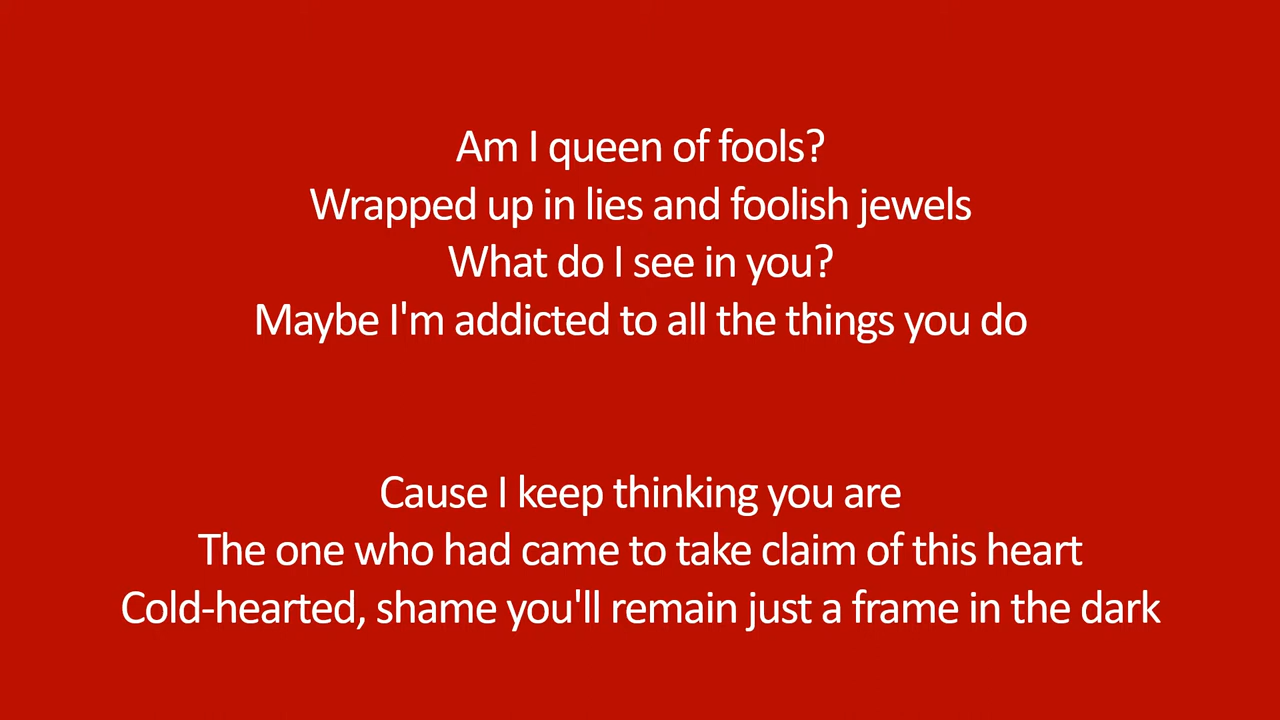 Am I queen of fools?
Wrapped up in lies and foolish jewels
What do I see in you?
Maybe I'm addicted to all the things you do
Cause I keep thinking you are
The one who had came to take claim of this heart
Cold-hearted, shame you'll remain just a frame in the dark